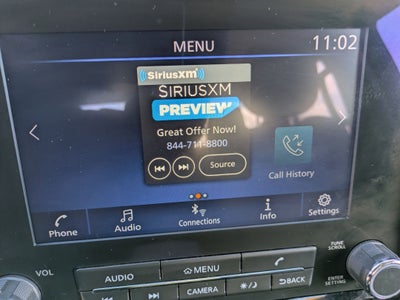 MENU
11:02
SiriusXM
SIRIUSXM
PREVIEW
Great Offer Now!
844-711-8800
Source
Call History
Phone
Audio
Connections
Info
Settings
VOL
AUDIO
MENU
CAMERA
BACK
TUNE
SCROLL
ENTER
SETTING